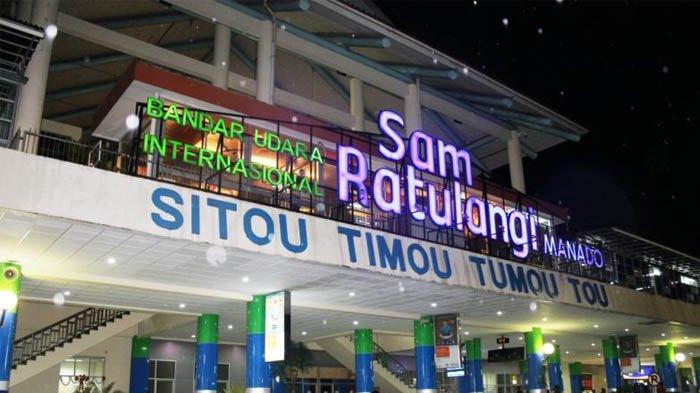 BANDAR UDARA
INTERNASIONAL
Sam
Ratulangi
MANADO
SITOU TIMOU TUMOU TOU